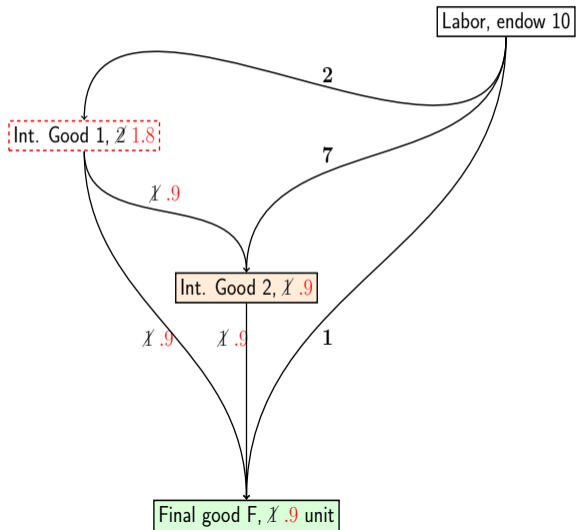 Labor, endow 10
2
Int. Good 1, 2 1.8
7
1 .9
Int. Good 2, 1 .9
1 .9
1 .9
1
Final good F, 1 .9 unit